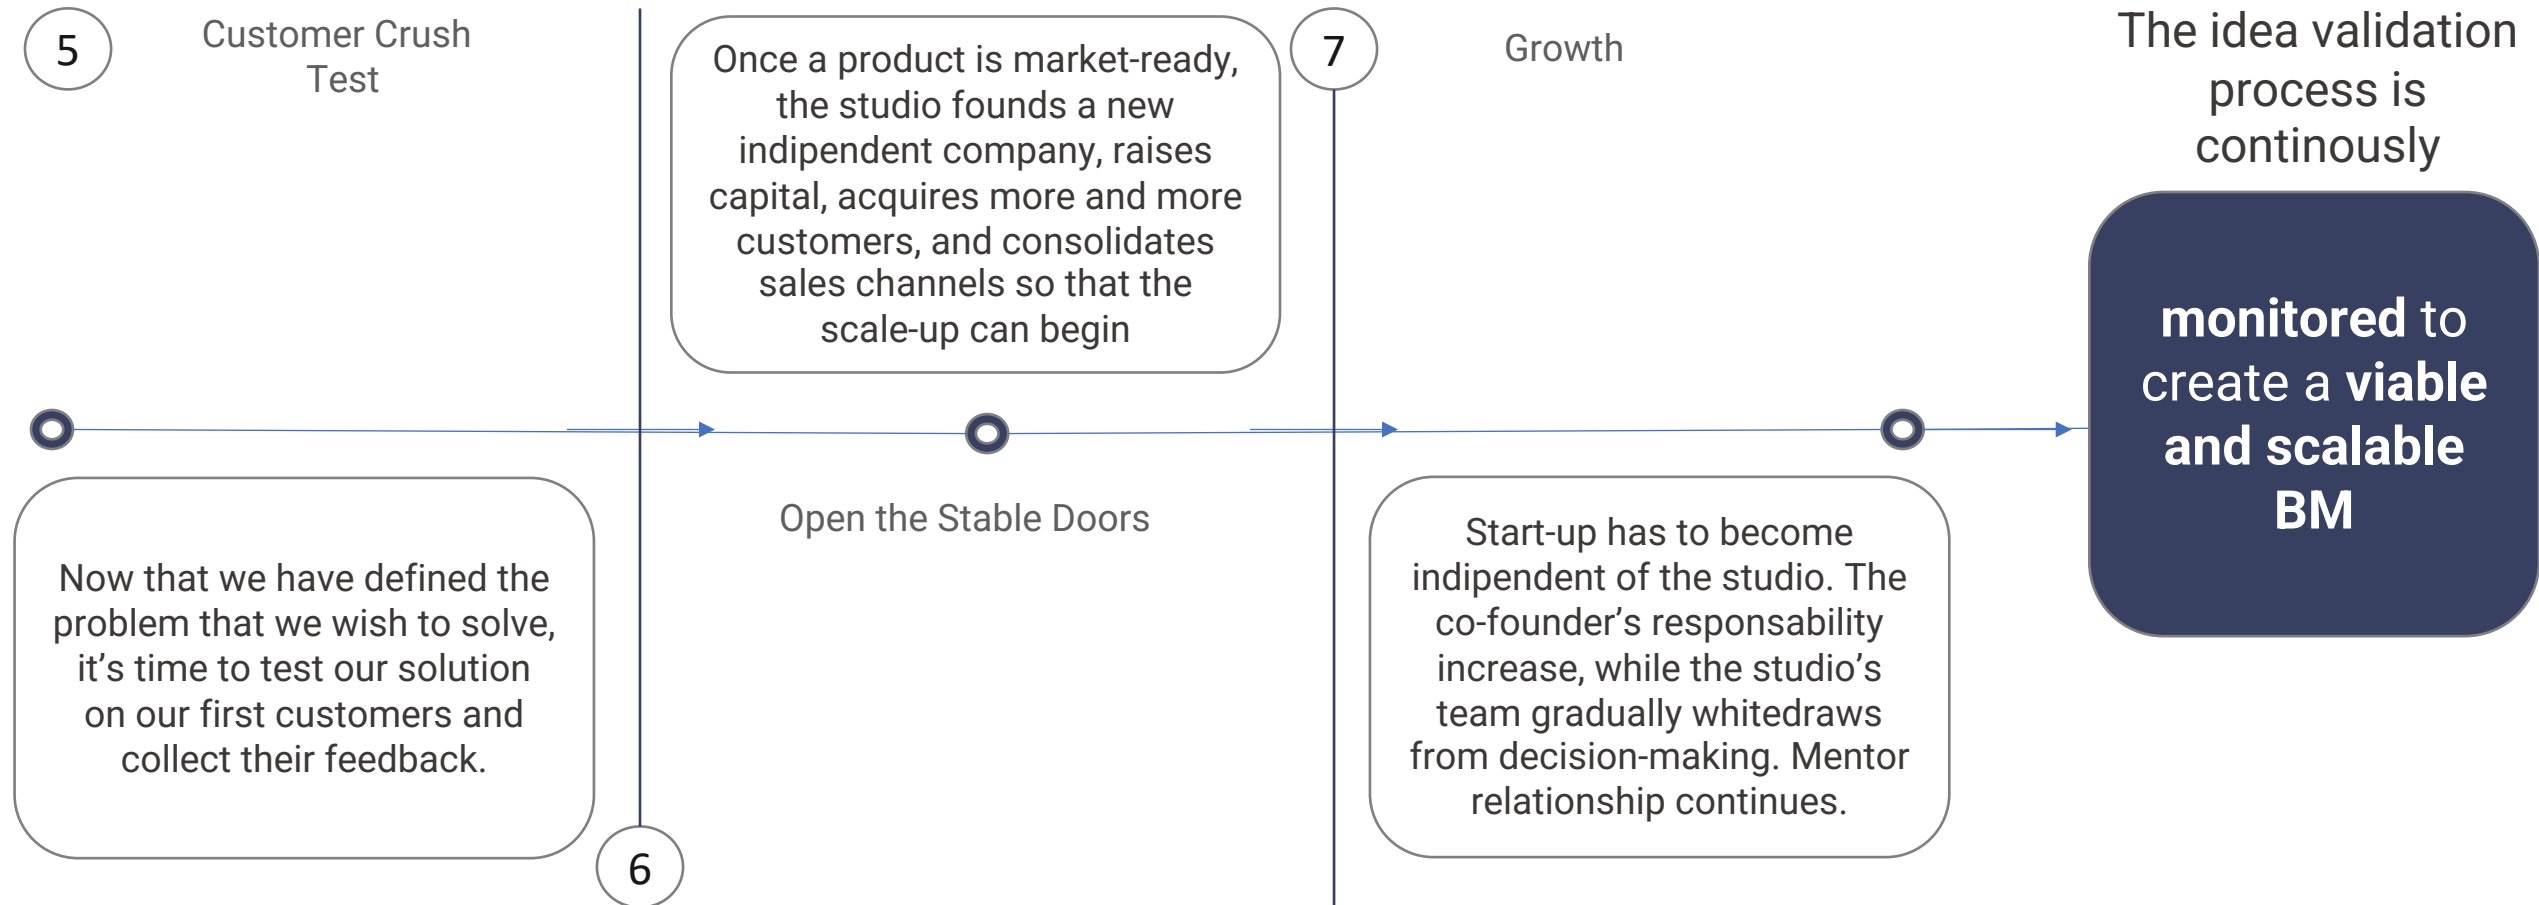 5
Customer Crush
Test
Now that we have defined the
problem that we wish to solve,
it’s time to test our solution
on our first customers and
collect their feedback.
6
Once a product is market-ready,
the studio founds a new
indipendent company, raises
capital, acquires more and more
customers, and consolidates
sales channels so that the
scale-up can begin
Open the Stable Doors
7
Growth
Start-up has to become
indipendent of the studio. The
co-founder’s responsability
increase, while the studio’s
team gradually whitedraws
from decision-making. Mentor
relationship continues.
The idea validation
process is
continously
monitored to
create a viable
and scalable
BM